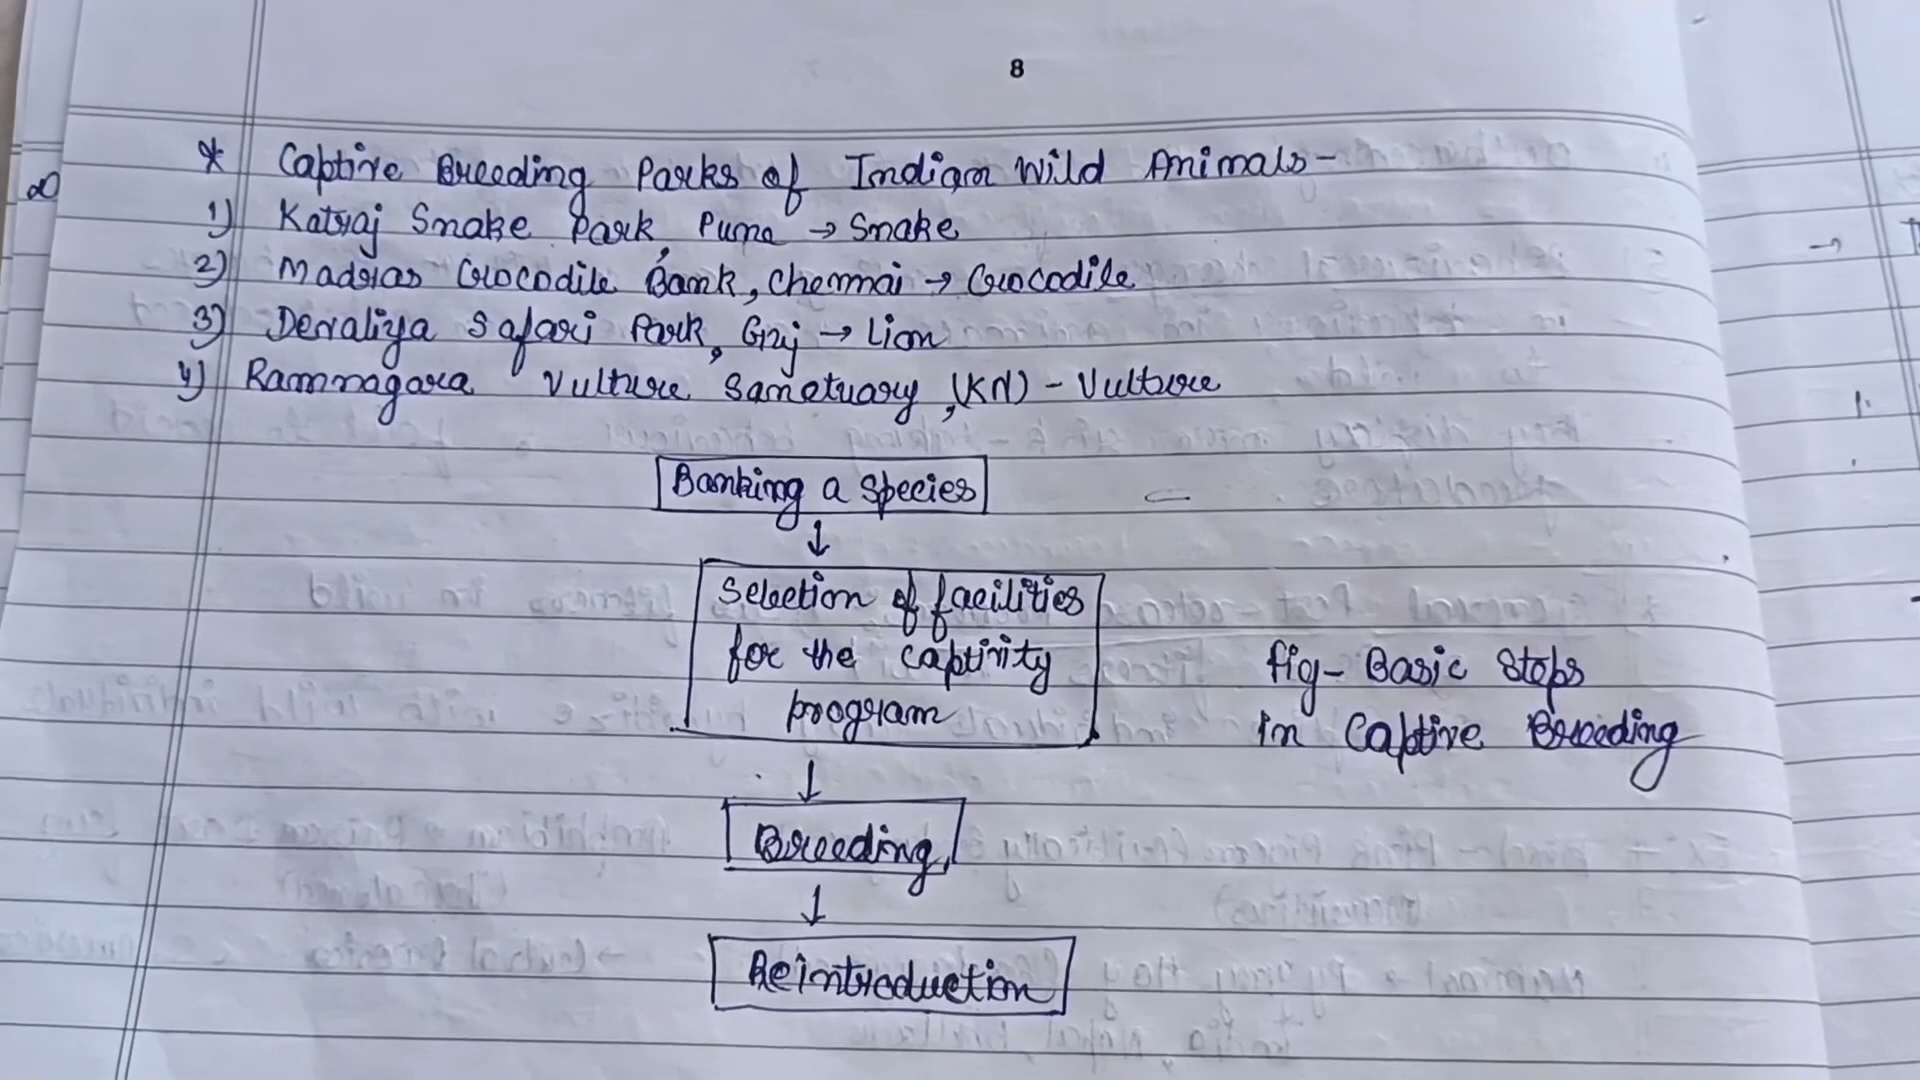 8
* Captive Breeding Parks of Indian Wild Animals-
1) Katraj Snake Park, Pune → Snake
2) Madras Crocodile Bank, Chennai → Crocodile
3) Devaliya Safari Park, Guj → Lion
4) Ramnagara Vulture Sanctuary, (KN) - Vulture
Banking a Species
↓
Selection of facilities
for the captivity
program
fig- Basic Steps
in Captive Breeding
↓
Breeding
↓
Reintroduction